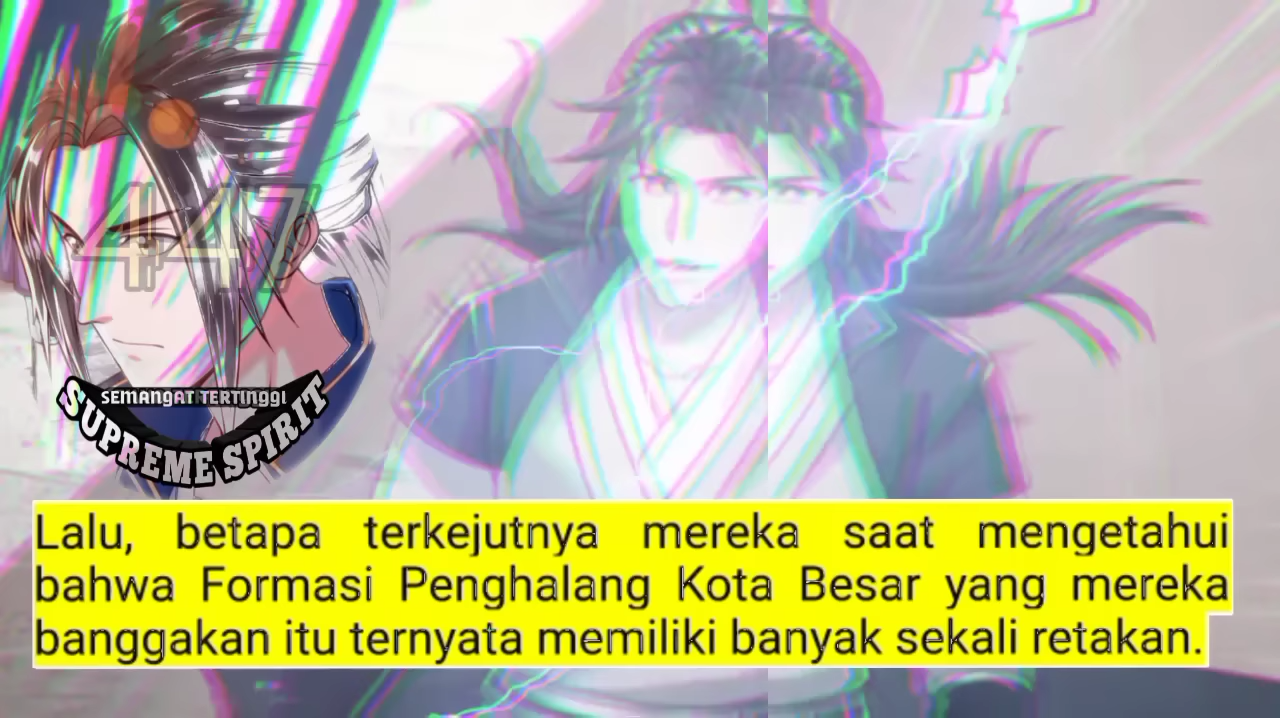 447
SEMANGAT TERTINGGI
SUPREME SPIRIT
Lalu, betapa terkejutnya mereka saat mengetahui
bahwa Formasi Penghalang Kota Besar yang mereka
banggakan itu ternyata memiliki banyak sekali retakan.